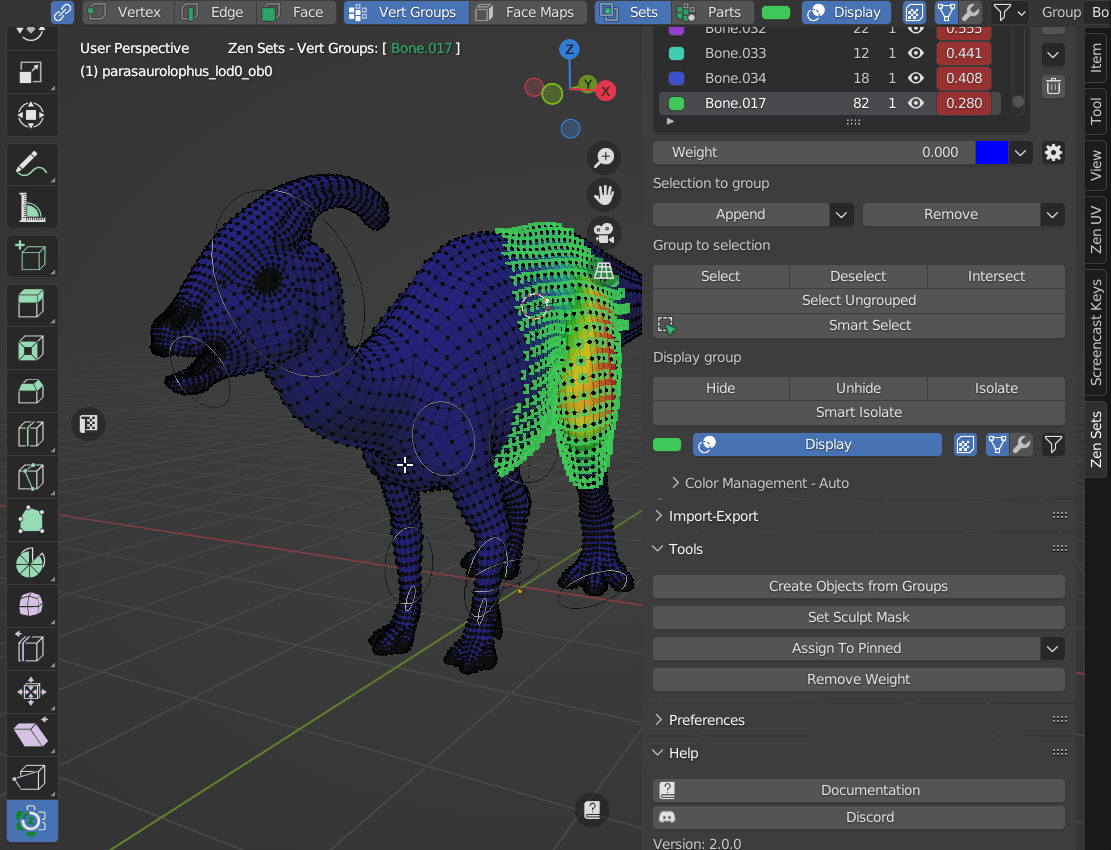 Vertex Edge Face Vert Groups Face Maps Sets Parts Display Group Bo
User Perspective Zen Sets - Vert Groups: [ Bone.017 ]
(1) parasaurolophus_lod0_ob0
Z
Y
X
Bone.032 22 1 0.555
Bone.033 12 1 0.441
Bone.034 18 1 0.408
Bone.017 82 1 0.280
Weight 0.000
Selection to group
Append Remove
Group to selection
Select Deselect Intersect
Select Ungrouped
Smart Select
Display group
Hide Unhide Isolate
Smart Isolate
Display
Color Management - Auto
Import-Export
Tools
Create Objects from Groups
Set Sculpt Mask
Assign To Pinned
Remove Weight
Preferences
Help
Documentation
Discord
Version: 2.0.0
Item
Tool
View
Zen UV
Screencast Keys
Zen Sets